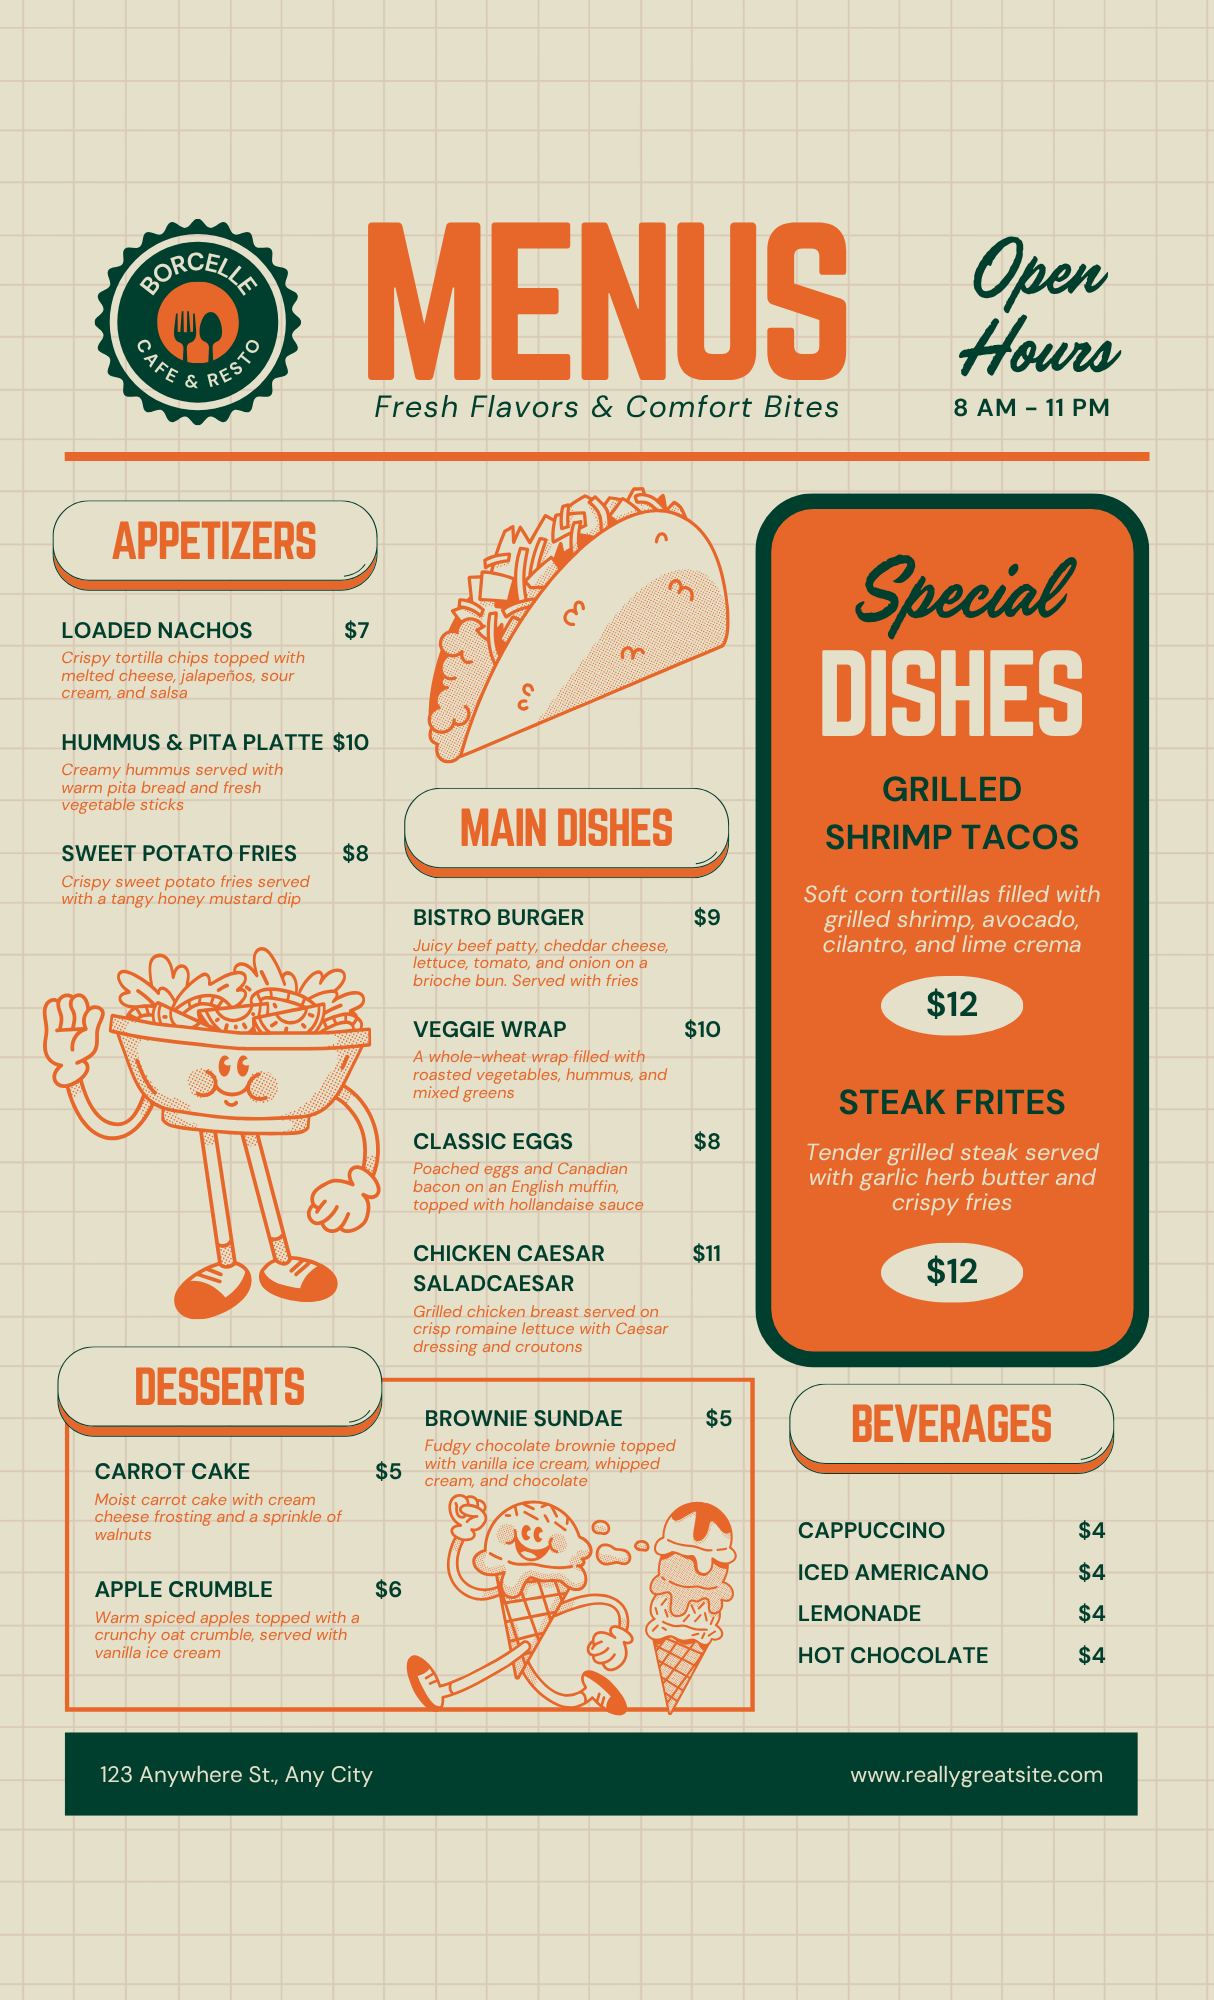 BORCELLE
CAFE & RESTO
MENUS
Fresh Flavors & Comfort Bites
Open
Hours
8 AM - 11 PM
APPETIZERS
LOADED NACHOS $7
Crispy tortilla chips topped with
melted cheese, jalapeños, sour
cream, and salsa
HUMMUS & PITA PLATTE $10
Creamy hummus served with
warm pita bread and fresh
vegetable sticks
SWEET POTATO FRIES $8
Crispy sweet potato fries served
with a tangy honey mustard dip
MAIN DISHES
BISTRO BURGER $9
Juicy beef patty, cheddar cheese,
lettuce, tomato, and onion on a
brioche bun. Served with fries
VEGGIE WRAP $10
A whole-wheat wrap filled with
roasted vegetables, hummus, and
mixed greens
CLASSIC EGGS $8
Poached eggs and Canadian
bacon on an English muffin,
topped with hollandaise sauce
CHICKEN CAESAR $11
SALADCAESAR
Grilled chicken breast served on
crisp romaine lettuce with Caesar
dressing and croutons
Special
DISHES
GRILLED
SHRIMP TACOS
Soft corn tortillas filled with
grilled shrimp, avocado,
cilantro, and lime crema
$12
STEAK FRITES
Tender grilled steak served
with garlic herb butter and
crispy fries
$12
DESSERTS
CARROT CAKE $5
Moist carrot cake with cream
cheese frosting and a sprinkle of
walnuts
APPLE CRUMBLE $6
Warm spiced apples topped with a
crunchy oat crumble, served with
vanilla ice cream
BROWNIE SUNDAE $5
Fudgy chocolate brownie topped
with vanilla ice cream, whipped
cream, and chocolate
BEVERAGES
CAPPUCCINO $4
ICED AMERICANO $4
LEMONADE $4
HOT CHOCOLATE $4
123 Anywhere St., Any City
www.reallygreatsite.com